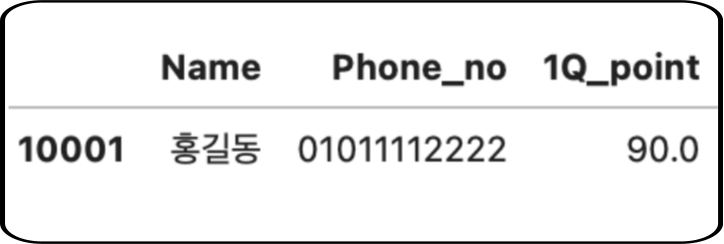 Name Phone_no 1Q_point
10001 홍길동 01011112222 90.0